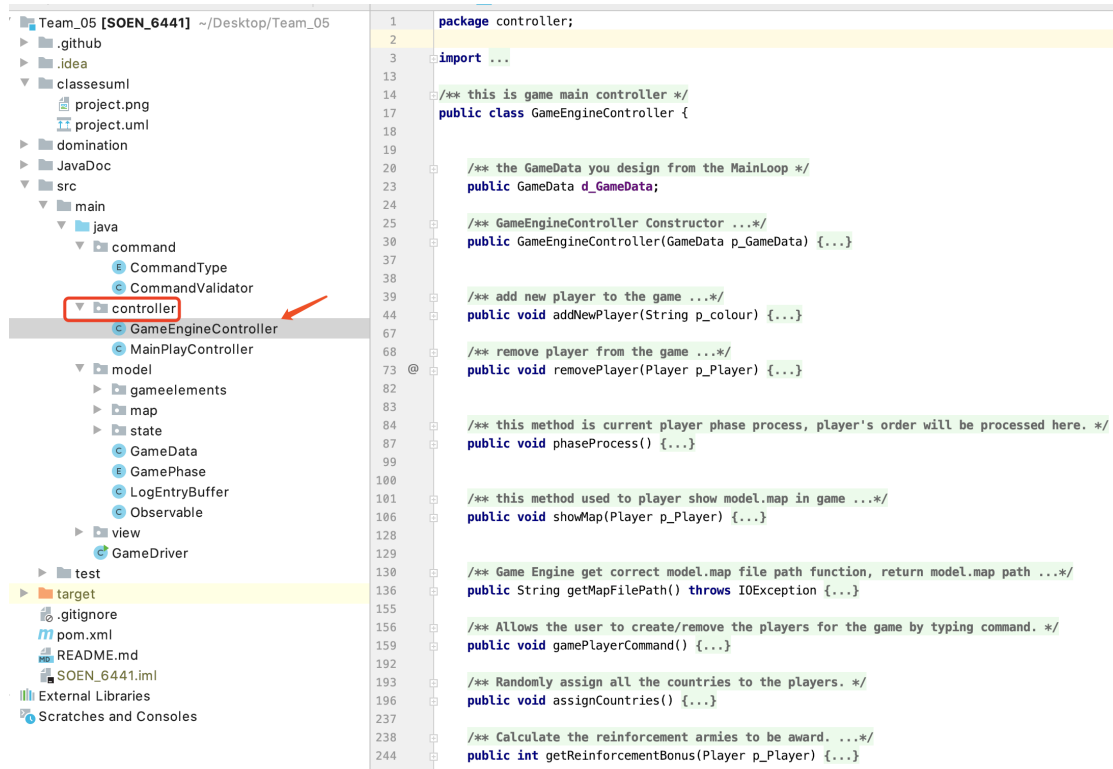 Team_05 [SOEN_6441] ~/Desktop/Team_05
.github
.idea
classesuml
project.png
project.uml
domination
JavaDoc
src
main
java
command
CommandType
CommandValidator
controller
GameEngineController
MainPlayController
model
gameelements
map
state
GameData
GamePhase
LogEntryBuffer
Observable
view
GameDriver
test
target
.gitignore
pom.xml
README.md
SOEN_6441.iml
External Libraries
Scratches and Consoles
1 package controller;
2
3 import ...
13
14 /** this is game main controller */
17 public class GameEngineController {
18
19
20 /** the GameData you design from the MainLoop */
23 public GameData d_GameData;
24
25 /** GameEngineController Constructor ...*/
30 public GameEngineController(GameData p_GameData) {...}
37
38
39 /** add new player to the game ...*/
44 public void addNewPlayer(String p_colour) {...}
67
68 /** remove player from the game ...*/
73 @ public void removePlayer(Player p_Player) {...}
82
83
84 /** this method is current player phase process, player's order will be processed here. */
87 public void phaseProcess() {...}
99
100
101 /** this method used to player show model.map in game ...*/
106 public void showMap(Player p_Player) {...}
128
129
130 /** Game Engine get correct model.map file path function, return model.map path ...*/
136 public String getMapFilePath() throws IOException {...}
155
156 /** Allows the user to create/remove the players for the game by typing command. */
159 public void gamePlayerCommand() {...}
192
193 /** Randomly assign all the countries to the players. */
196 public void assignCountries() {...}
237
238 /** Calculate the reinforcement armies to be award. ...*/
244 public int getReinforcementBonus(Player p_Player) {...}